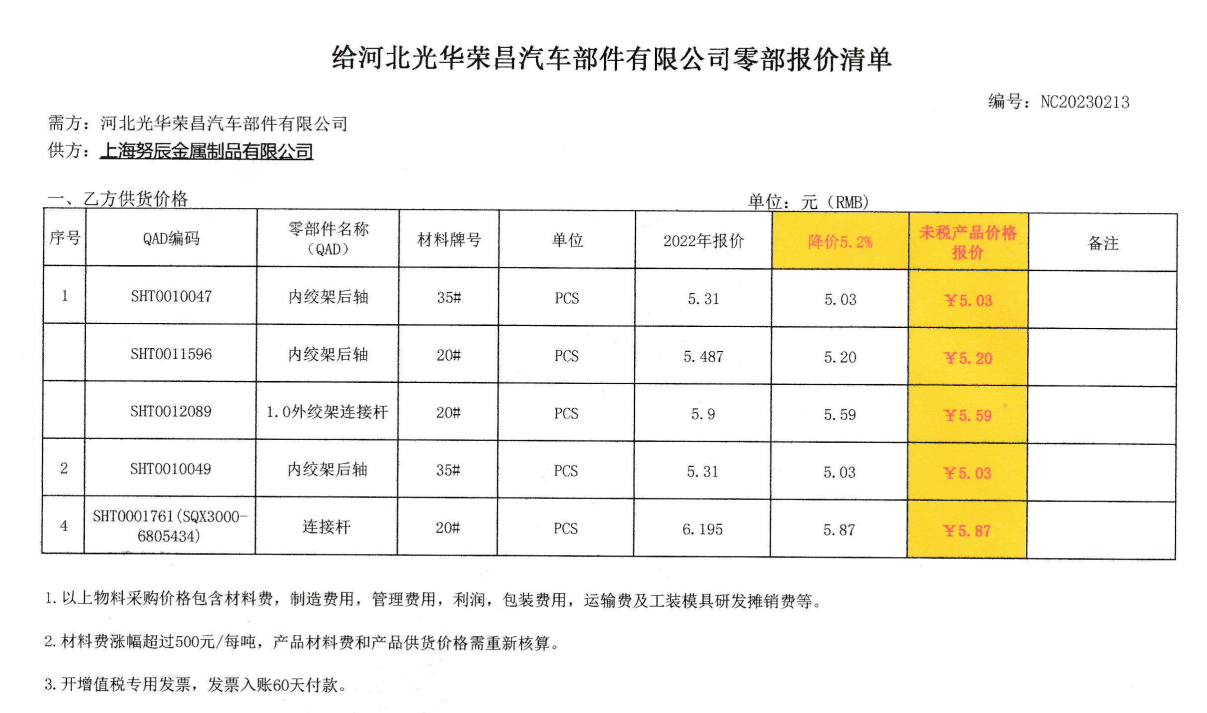 给河北光华荣昌汽车部件有限公司零部报价清单
编号：NC20230213
需方：河北光华荣昌汽车部件有限公司
供方：上海努辰金属制品有限公司
一、乙方供货价格 单位：元（RMB）
序号 QAD编码 零部件名称（QAD） 材料牌号 单位 2022年报价 降价5.2% 未税产品价格报价 备注
1 SHT0010047 内绞架后轴 35# PCS 5.31 5.03 ¥5.03
SHT0011596 内绞架后轴 20# PCS 5.487 5.20 ¥5.20
SHT0012089 1.0外绞架连接杆 20# PCS 5.9 5.59 ¥5.59
2 SHT0010049 内绞架后轴 35# PCS 5.31 5.03 ¥5.03
4 SHT0001761(SQX3000-6805434) 连接杆 20# PCS 6.195 5.87 ¥5.87
1.以上物料采购价格包含材料费，制造费用，管理费用，利润，包装费用，运输费及工装模具研发摊销费等。
2.材料费涨幅超过500元/每吨，产品材料费和产品供货价格需重新核算。
3.开增值税专用发票，发票入账60天付款。